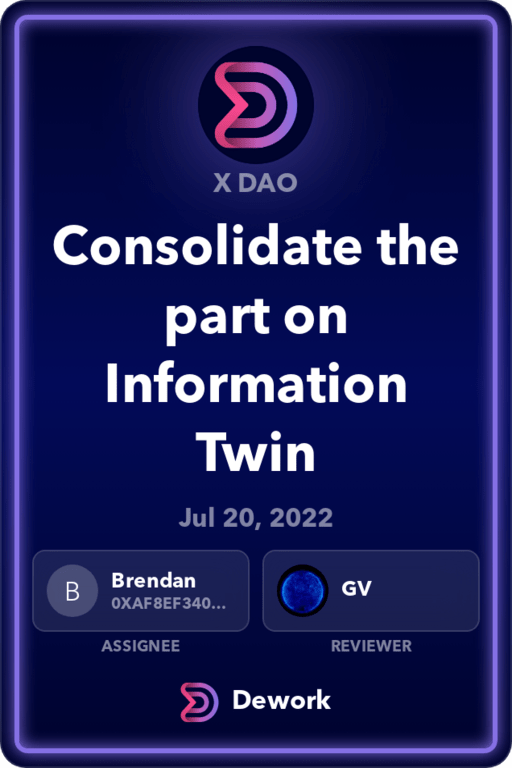 X DAO
Consolidate the
part on
Information
Twin
Jul 20, 2022
B
Brendan
0XAF8EF340...
GV
ASSIGNEE
REVIEWER
Dework